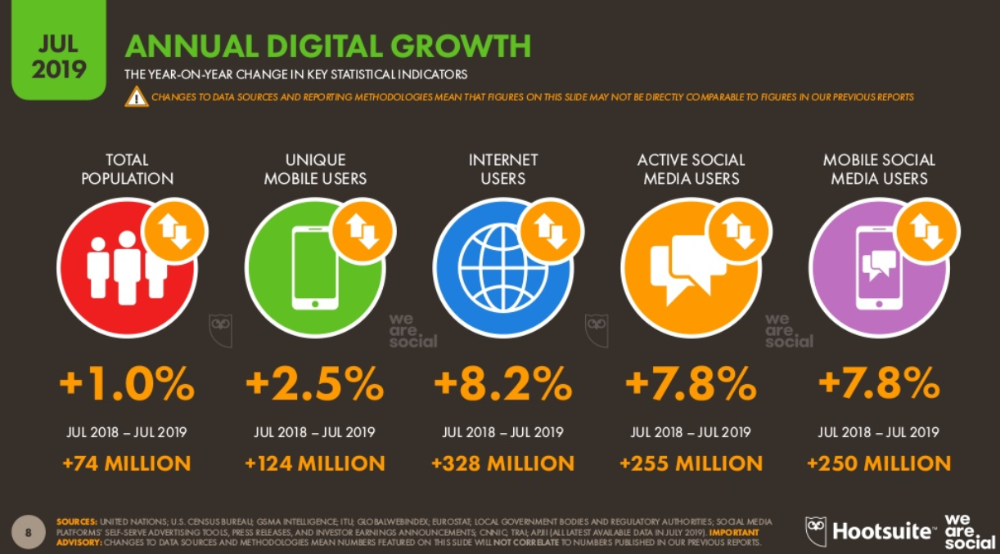 JUL
2019
ANNUAL DIGITAL GROWTH
THE YEAR-ON-YEAR CHANGE IN KEY STATISTICAL INDICATORS
CHANGES TO DATA SOURCES AND REPORTING METHODOLOGIES MEAN THAT FIGURES ON THIS SLIDE MAY NOT BE DIRECTLY COMPARABLE TO FIGURES IN OUR PREVIOUS REPORTS
TOTAL
POPULATION
UNIQUE
MOBILE USERS
INTERNET
USERS
ACTIVE SOCIAL
MEDIA USERS
MOBILE SOCIAL
MEDIA USERS
we
are
social
we
are
social
+1.0%
+2.5%
+8.2%
+7.8%
+7.8%
JUL 2018 – JUL 2019
JUL 2018 – JUL 2019
JUL 2018 – JUL 2019
JUL 2018 – JUL 2019
JUL 2018 – JUL 2019
+74 MILLION
+124 MILLION
+328 MILLION
+255 MILLION
+250 MILLION
8
SOURCES: UNITED NATIONS; U.S. CENSUS BUREAU; GSMA INTELLIGENCE; ITU; GLOBALWEBINDEX; EUROSTAT; LOCAL GOVERNMENT BODIES AND REGULATORY AUTHORITIES; SOCIAL MEDIA
PLATFORMS' SELF-SERVE ADVERTISING TOOLS, PRESS RELEASES, AND INVESTOR EARNINGS ANNOUNCEMENTS; CNNIC; TRAI; APJII (ALL LATEST AVAILABLE DATA IN JULY 2019). IMPORTANT
ADVISORY: CHANGES TO DATA SOURCES AND METHODOLOGIES MEAN NUMBERS FEATURED ON THIS SLIDE WILL NOT CORRELATE TO NUMBERS PUBLISHED IN OUR PREVIOUS REPORTS.
Hootsuite™
we
are
social